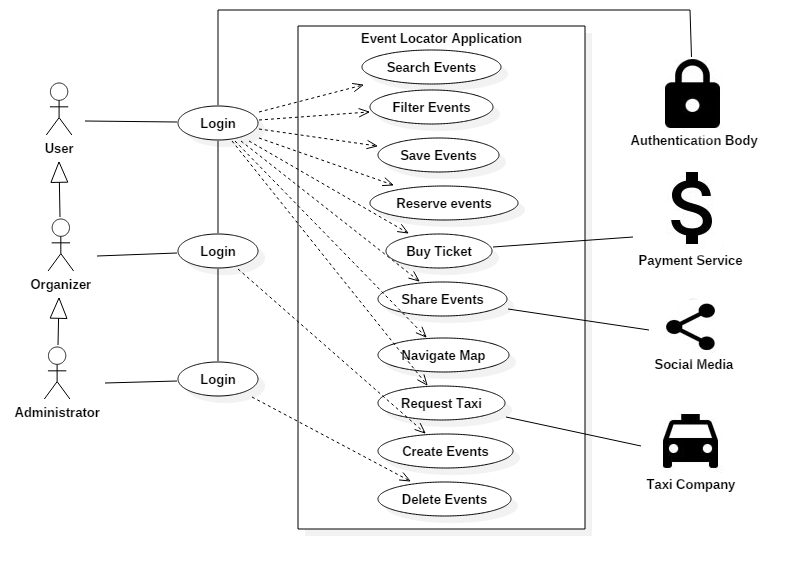 Event Locator Application
Search Events
Filter Events
Save Events
Reserve events
Buy Ticket
Share Events
Navigate Map
Request Taxi
Create Events
Delete Events
User
Organizer
Administrator
Login
Login
Login
Authentication Body
$
Payment Service
Social Media
Taxi Company